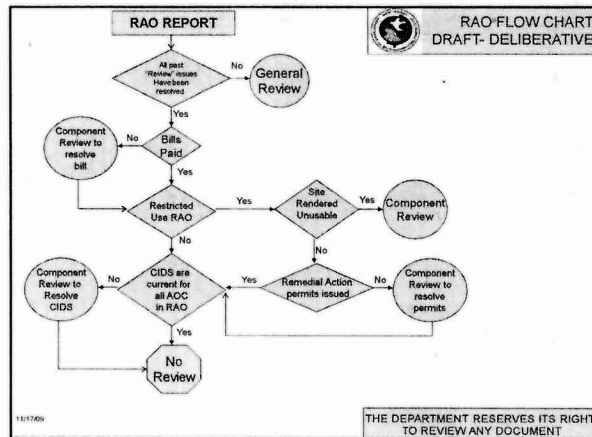 RAO REPORT
RAO FLOW CHART
DRAFT- DELIBERATIVE
All past
"Review" issues
Have been
resolved
No
General
Review
Yes
Component
Review to
resolve
bill
No
Bills
Paid
Yes
Restricted
Use RAO
Yes
Site
Rendered
Unusable
Yes
Component
Review
No
No
Component
Review to
Resolve
CIDS
No
CIDS are
current for
all AOC
in RAO
Yes
Remedial Action
permits issued
No
Component
Review to
resolve
permits
Yes
No
Review
11/17/09
THE DEPARTMENT RESERVES ITS RIGHT
TO REVIEW ANY DOCUMENT